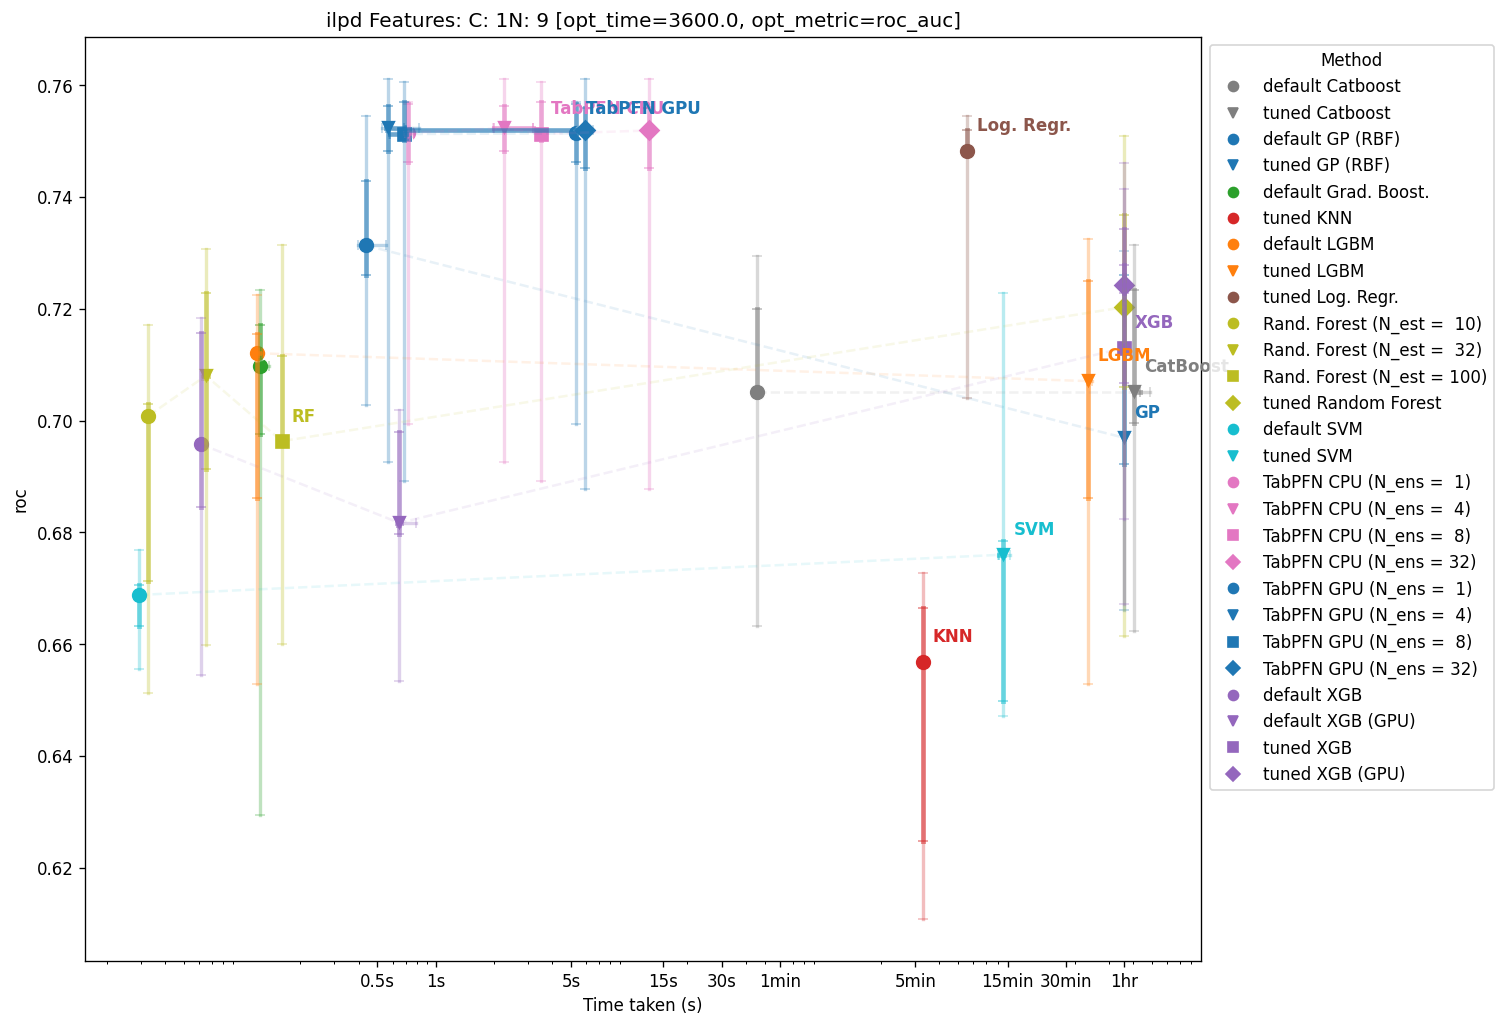 ilpd Features: C: 1N: 9 [opt_time=3600.0, opt_metric=roc_auc]
roc
0.76
0.74
0.72
0.70
0.68
0.66
0.64
0.62
TabPFN CPU
TabPFN GPU
Log. Regr.
XGB
LGBM
CatBoost
GP
RF
SVM
KNN
0.5s 1s 5s 15s 30s 1min 5min 15min 30min 1hr
Time taken (s)
Method
default Catboost
tuned Catboost
default GP (RBF)
tuned GP (RBF)
default Grad. Boost.
tuned KNN
default LGBM
tuned LGBM
tuned Log. Regr.
Rand. Forest (N_est =  10)
Rand. Forest (N_est =  32)
Rand. Forest (N_est = 100)
tuned Random Forest
default SVM
tuned SVM
TabPFN CPU (N_ens =  1)
TabPFN CPU (N_ens =  4)
TabPFN CPU (N_ens =  8)
TabPFN CPU (N_ens = 32)
TabPFN GPU (N_ens =  1)
TabPFN GPU (N_ens =  4)
TabPFN GPU (N_ens =  8)
TabPFN GPU (N_ens = 32)
default XGB
default XGB (GPU)
tuned XGB
tuned XGB (GPU)